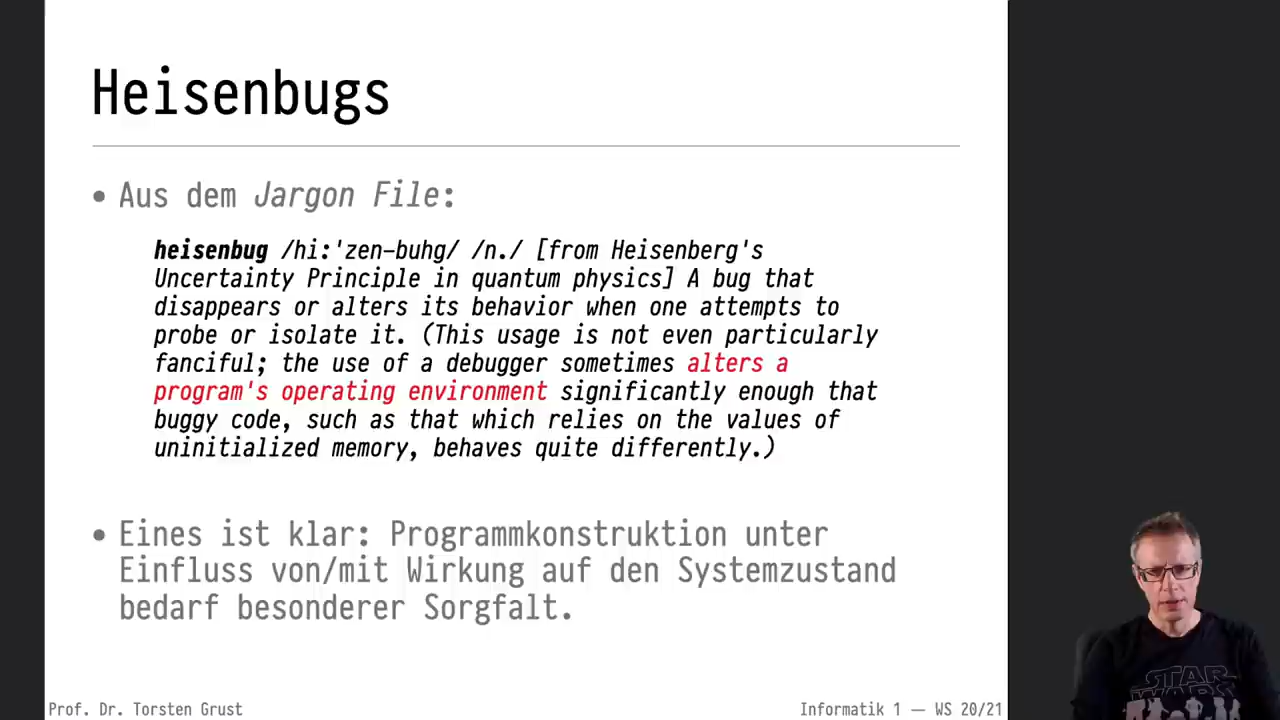 Heisenbugs
• Aus dem Jargon File:
heisenbug /hi:'zen-buhg/ /n./ [from Heisenberg's
Uncertainty Principle in quantum physics] A bug that
disappears or alters its behavior when one attempts to
probe or isolate it. (This usage is not even particularly
fanciful; the use of a debugger sometimes alters a
program's operating environment significantly enough that
buggy code, such as that which relies on the values of
uninitialized memory, behaves quite differently.)
• Eines ist klar: Programmkonstruktion unter
Einfluss von/mit Wirkung auf den Systemzustand
bedarf besonderer Sorgfalt.
Prof. Dr. Torsten Grust
Informatik 1 — WS 20/21
STAR
WARS